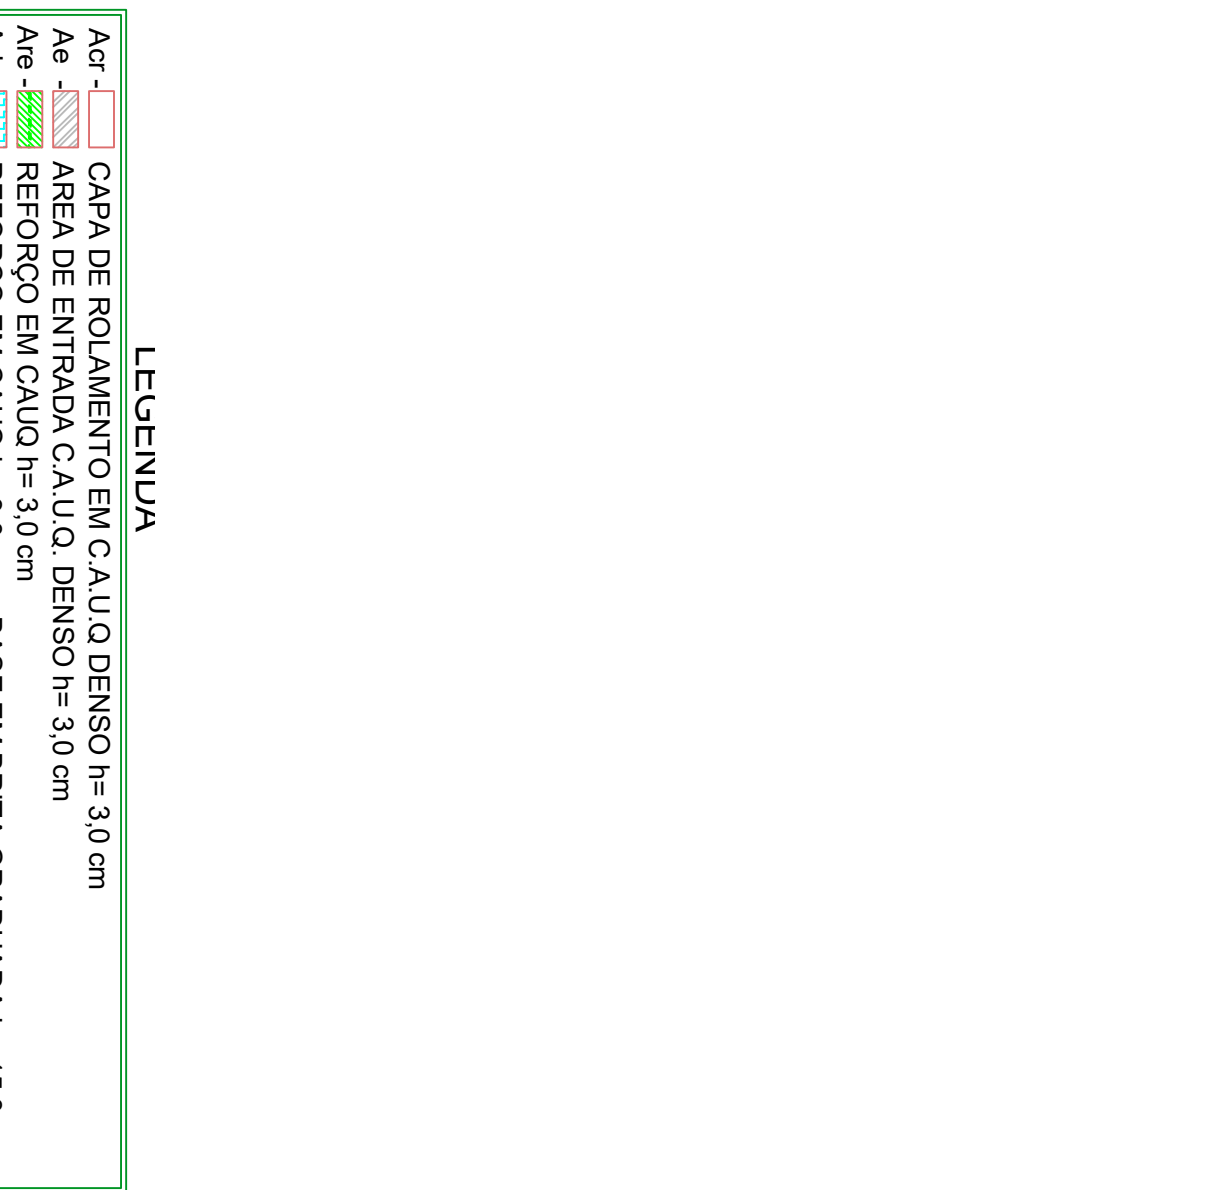 LEGENDA
Acr - CAPA DE ROLAMENTO EM C.A.U.Q DENSO h= 3,0 cm
Ae - AREA DE ENTRADA C.A.U.Q. DENSO h= 3,0 cm
Are - REFORÇO EM CAUQ h= 3,0 cm